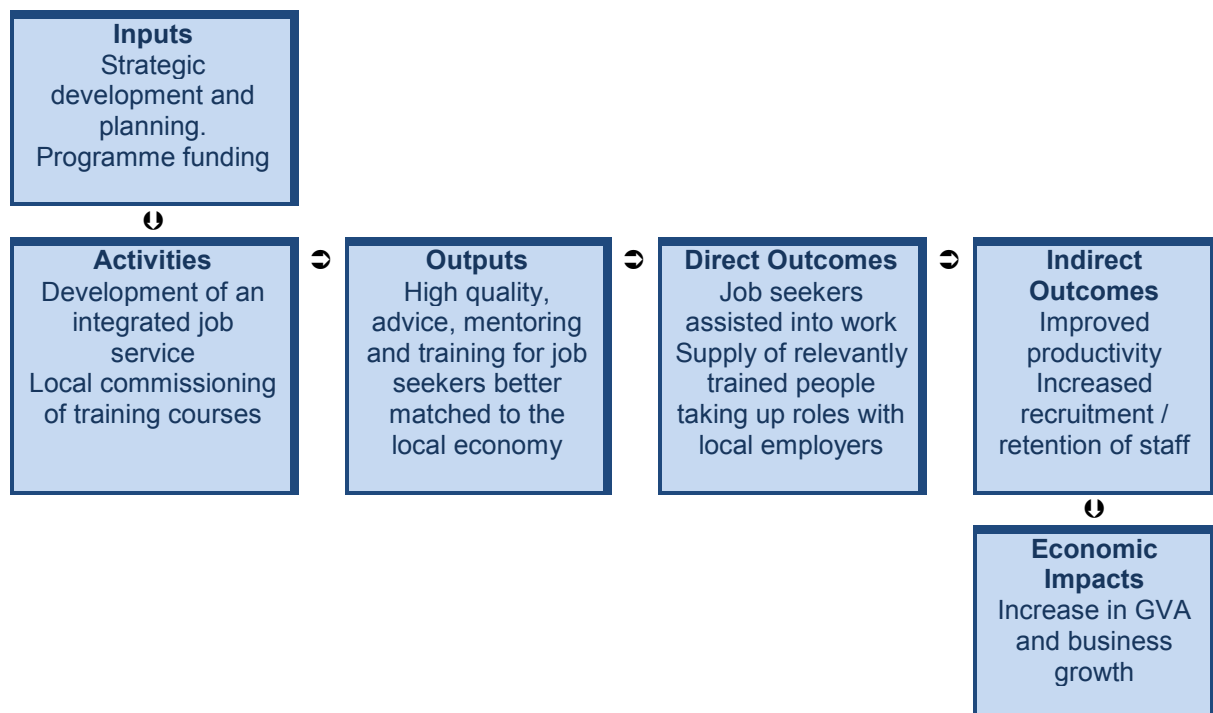 Inputs
Strategic
development and
planning.
Programme funding
Activities
Development of an
integrated job
service
Local commissioning
of training courses
Outputs
High quality,
advice, mentoring
and training for job
seekers better
matched to the
local economy
Direct Outcomes
Job seekers
assisted into work
Supply of relevantly
trained people
taking up roles with
local employers
Indirect
Outcomes
Improved
productivity
Increased
recruitment /
retention of staff
Economic
Impacts
Increase in GVA
and business
growth